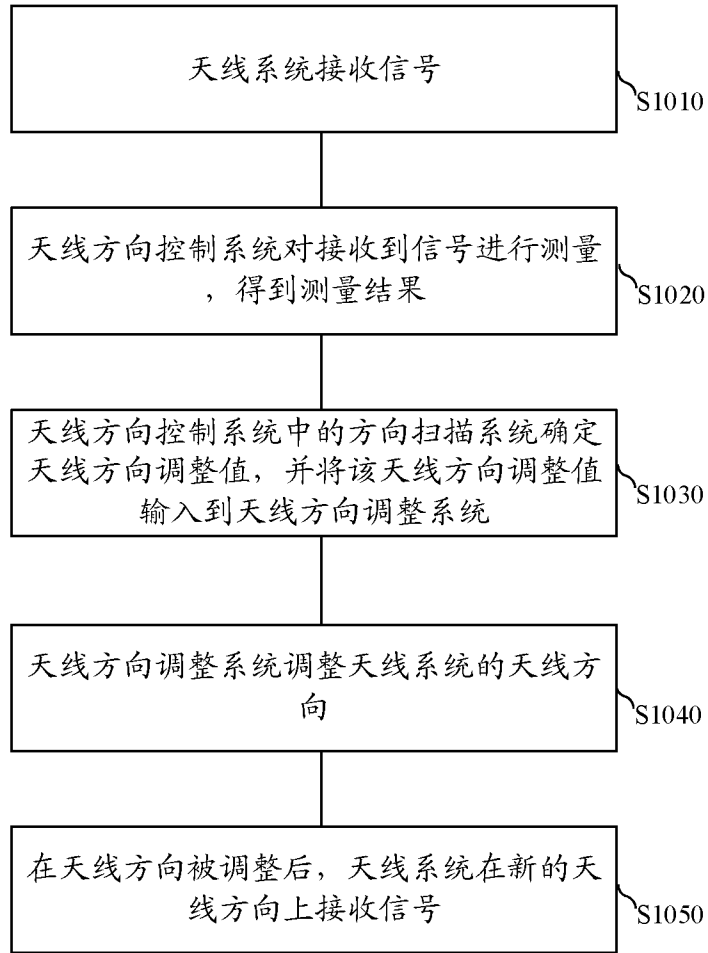 天线系统接收信号
S1010
天线方向控制系统对接收到信号进行测量
，得到测量结果
S1020
天线方向控制系统中的方向扫描系统确定
天线方向调整值，并将该天线方向调整值
输入到天线方向调整系统
S1030
天线方向调整系统调整天线系统的天线方
向
S1040
在天线方向被调整后，天线系统在新的天
线方向上接收信号
S1050